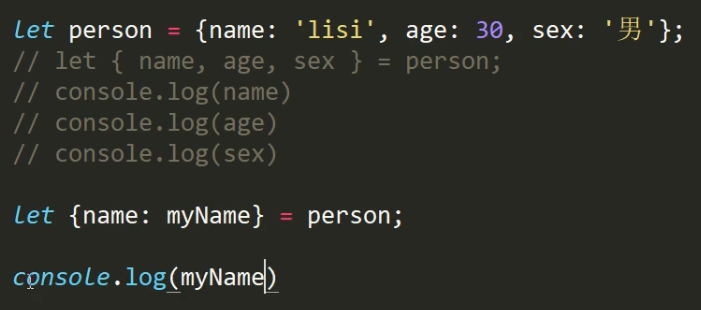 let person = {name: 'lisi', age: 30, sex: '男'};
// let { name, age, sex } = person;
// console.log(name)
// console.log(age)
// console.log(sex)
let {name: myName} = person;
console.log(myName)